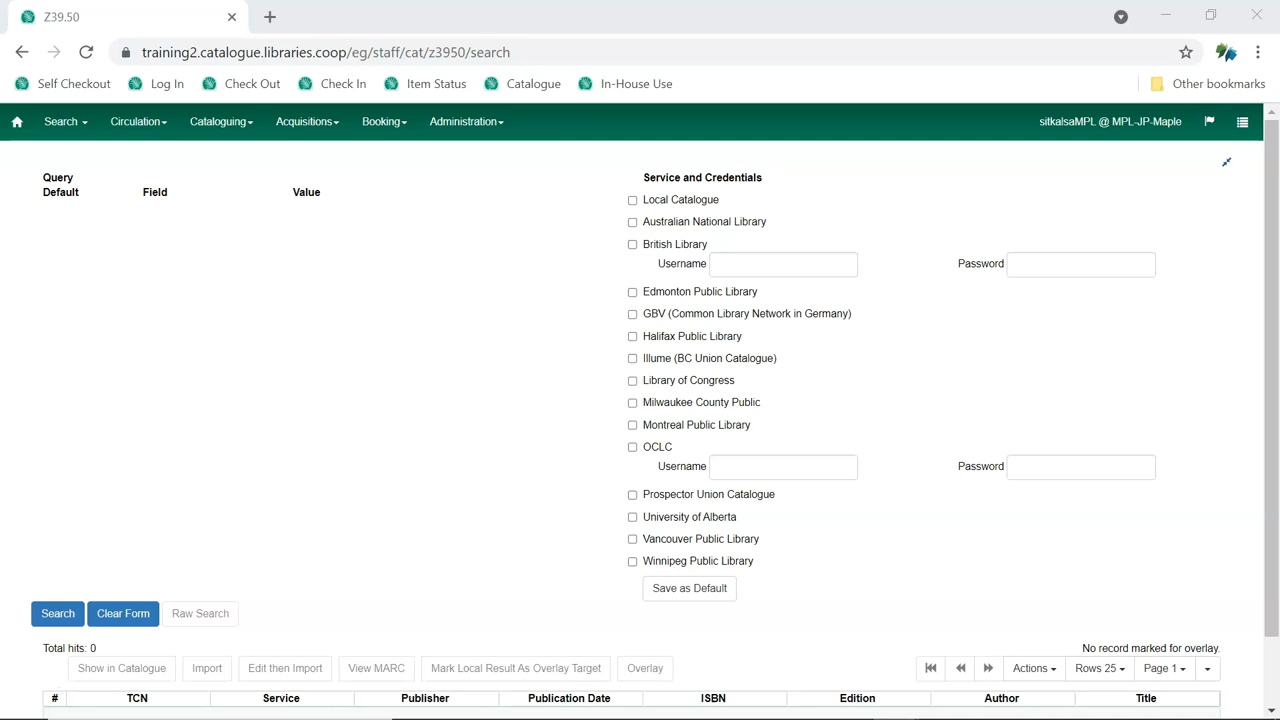 Z39.50
training2.catalogue.libraries.coop/eg/staff/cat/z3950/search
Self Checkout Log In Check Out Check In Item Status Catalogue In-House Use Other bookmarks
Search Circulation Cataloguing Acquisitions Booking Administration sitkalsaMPL @ MPL-JP-Maple
Query Service and Credentials
Default Field Value
Local Catalogue
Australian National Library
British Library
Username Password
Edmonton Public Library
GBV (Common Library Network in Germany)
Halifax Public Library
Illume (BC Union Catalogue)
Library of Congress
Milwaukee County Public
Montreal Public Library
OCLC
Username Password
Prospector Union Catalogue
University of Alberta
Vancouver Public Library
Winnipeg Public Library
Save as Default
Search Clear Form Raw Search
Total hits: 0 No record marked for overlay.
Show in Catalogue Import Edit then Import View MARC Mark Local Result As Overlay Target Overlay Actions Rows 25 Page 1
# TCN Service Publisher Publication Date ISBN Edition Author Title